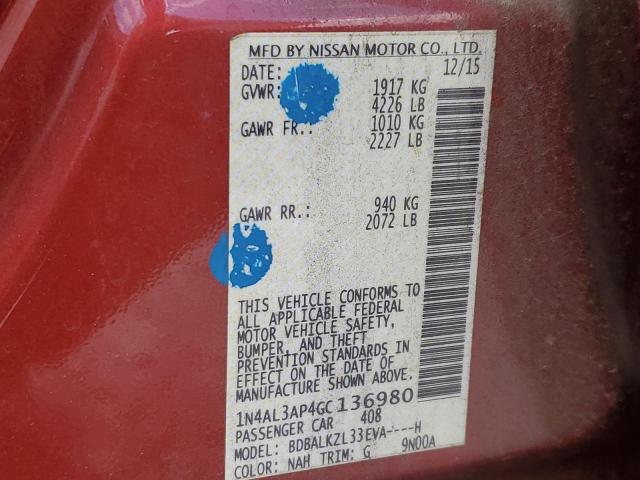 MFD BY NISSAN MOTOR CO., LTD.
DATE: 12/15
GVWR: 1917 KG
4226 LB
GAWR FR.: 1010 KG
2227 LB
GAWR RR.: 940 KG
2072 LB
THIS VEHICLE CONFORMS TO
ALL APPLICABLE FEDERAL
MOTOR VEHICLE SAFETY,
BUMPER, AND THEFT
PREVENTION STANDARDS IN
EFFECT ON THE DATE OF
MANUFACTURE SHOWN ABOVE.
1N4AL3AP4GC136980
PASSENGER CAR 408
MODEL: BDBALKZL33EVA----H
COLOR: NAH TRIM: G 9N00A